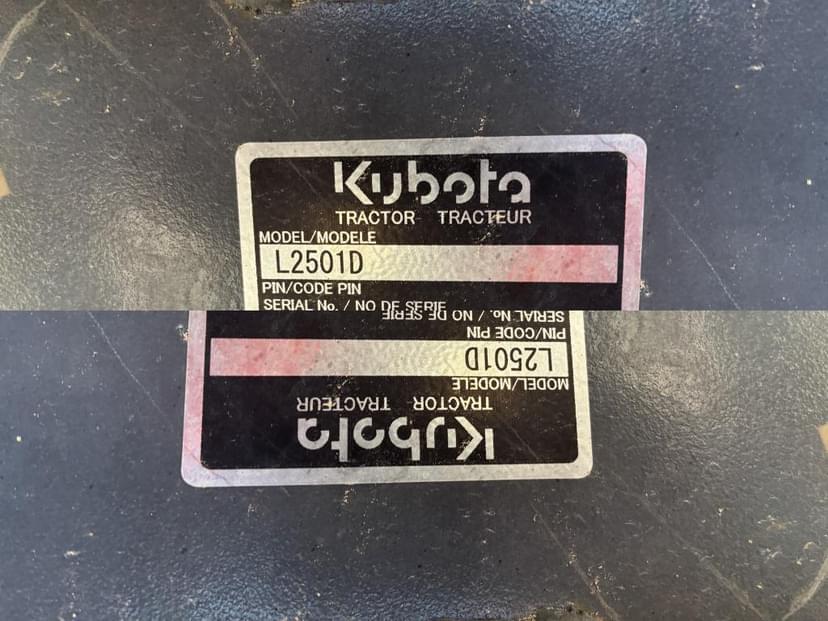 Kubota
TRACTOR TRACTEUR
MODEL/MODELE
L2501D
PIN/CODE PIN
SERIAL No. / NO DE SERIE
SERIAL No. / NO DE SERIE
PIN/CODE PIN
L2501D
MODEL/MODELE
TRACTOR TRACTEUR
Kubota